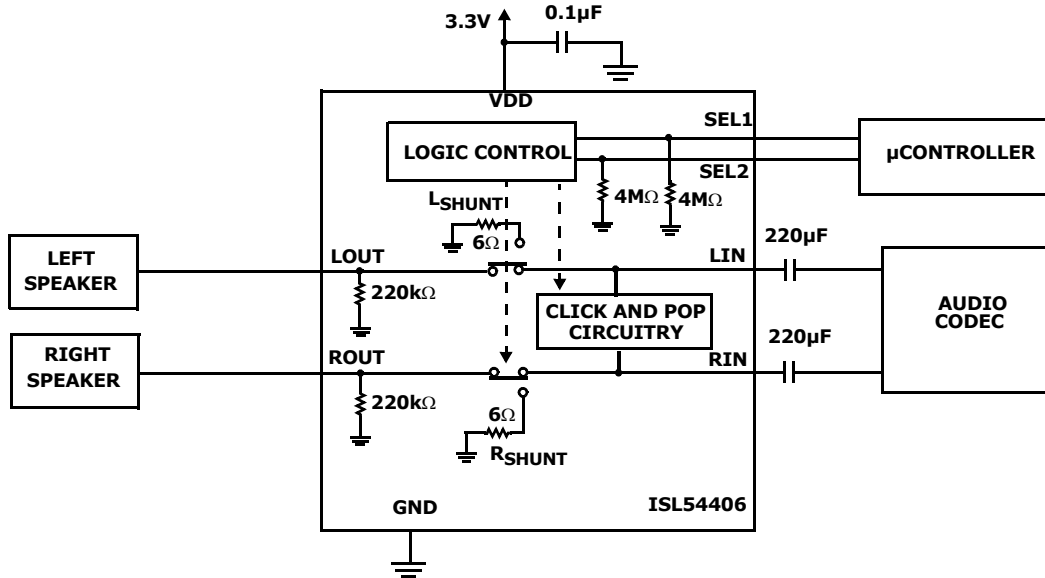 3.3V
0.1µF
VDD
LOGIC CONTROL
SEL1
SEL2
µCONTROLLER
4MΩ
4MΩ
LSHUNT
6Ω
LEFT
SPEAKER
LOUT
LIN
220µF
220kΩ
CLICK AND POP
CIRCUITRY
AUDIO
CODEC
RIGHT
SPEAKER
ROUT
RIN
220µF
220kΩ
6Ω
RSHUNT
GND
ISL54406